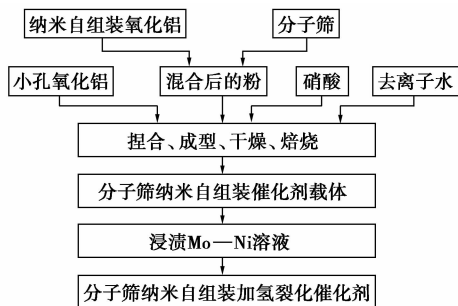 纳米自组装氧化铝
分子筛
小孔氧化铝
混合后的粉
硝酸
去离子水
捏合、成型、干燥、焙烧
分子筛纳米自组装催化剂载体
浸渍Mo—Ni溶液
分子筛纳米自组装加氢裂化催化剂